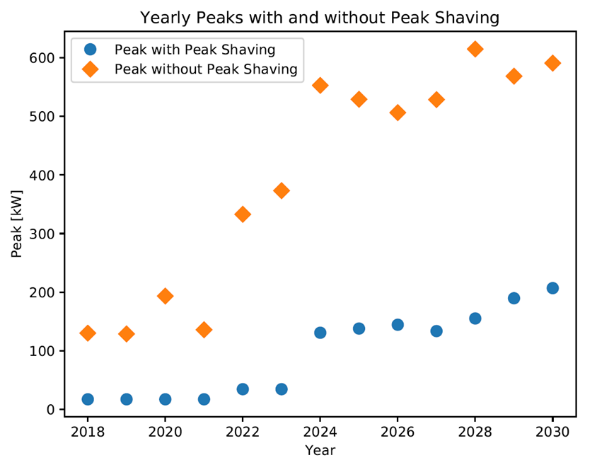 Yearly Peaks with and without Peak Shaving
Peak with Peak Shaving
Peak without Peak Shaving
600
500
400
300
200
100
0
Peak [kW]
2018 2020 2022 2024 2026 2028 2030
Year